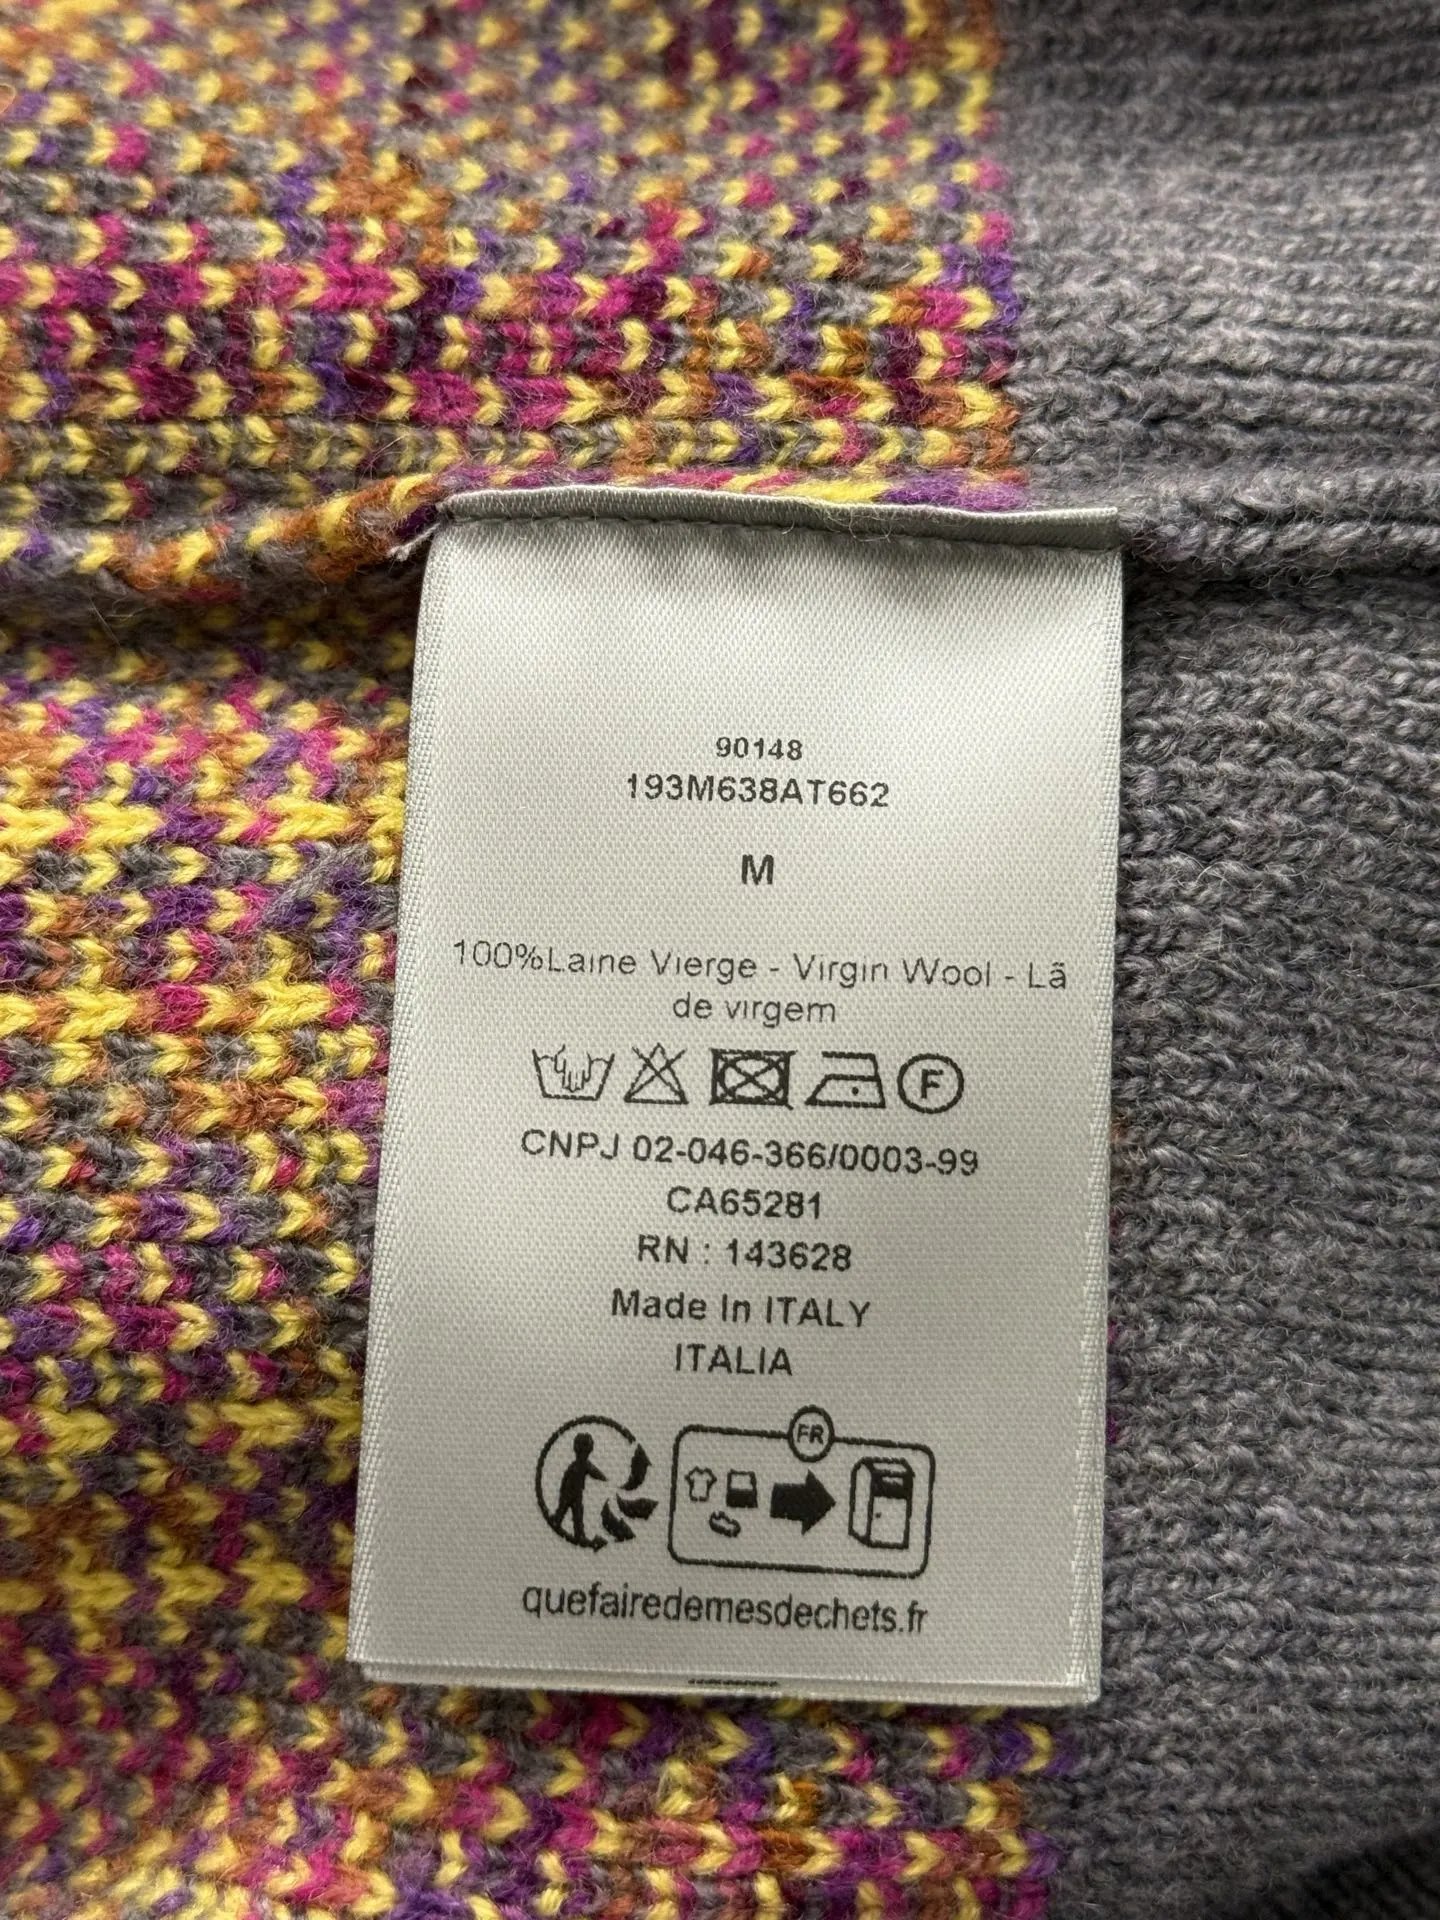 90148
193M638AT662
M
100%Laine Vierge - Virgin Wool - Lã
de virgem
F
CNPJ 02-046-366/0003-99
CA65281
RN : 143628
Made In ITALY
ITALIA
FR
quefairedemesdechets.fr